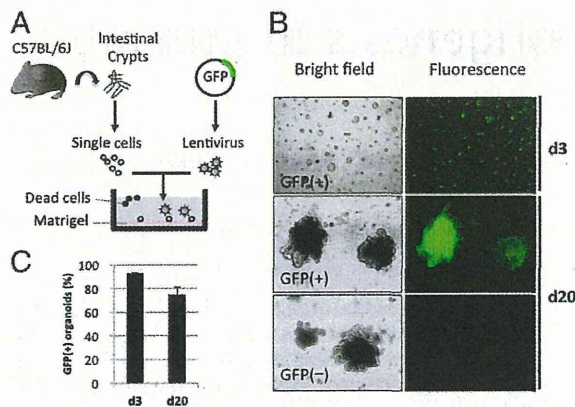 A
C57BL/6J
Intestinal
Crypts
GFP
Single cells
Lentivirus
Dead cells
Matrigel
B
Bright field
Fluorescence
GFP(+)
d3
GFP(+)
GFP(−)
d20
C
GFP(+) organoids (%)
100
80
60
40
20
0
d3
d20